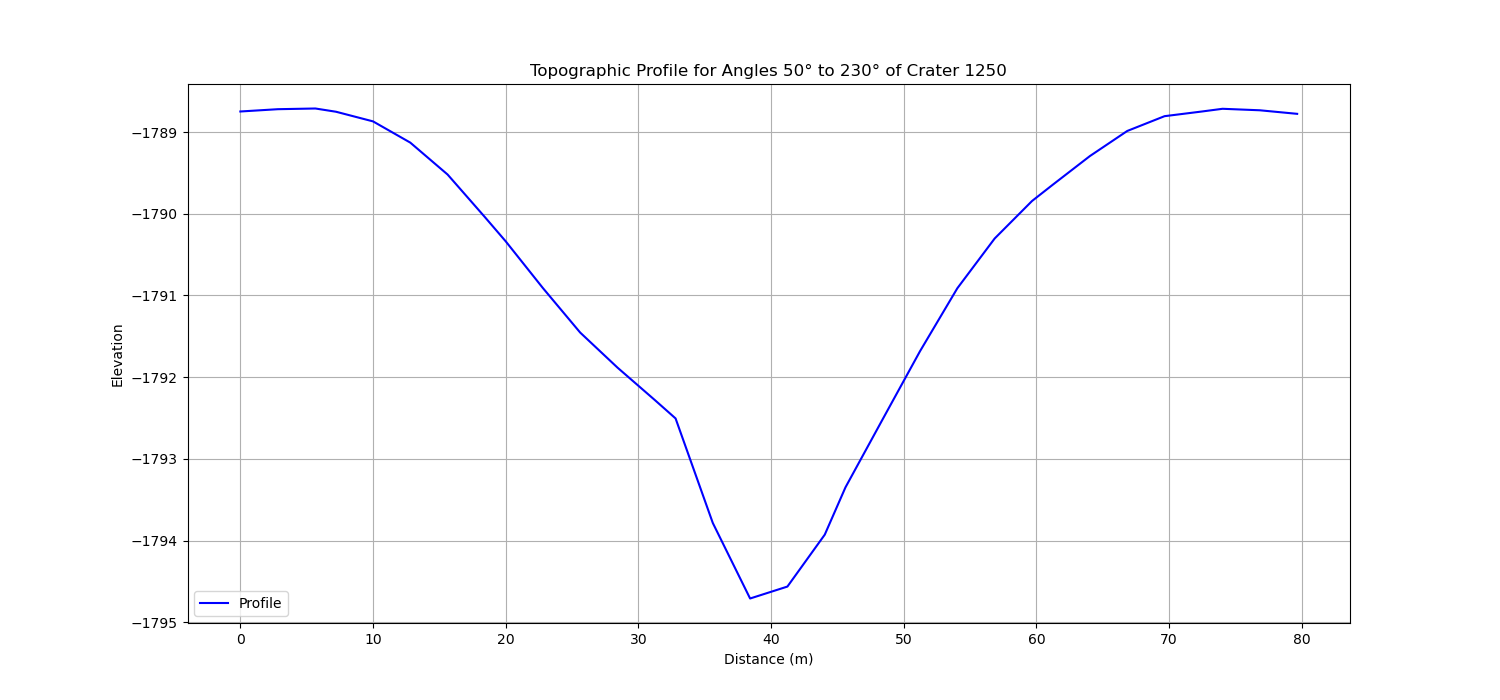 Topographic Profile for Angles 50° to 230° of Crater 1250
Elevation
−1789
−1790
−1791
−1792
−1793
−1794
−1795
Profile
0 10 20 30 40 50 60 70 80
Distance (m)